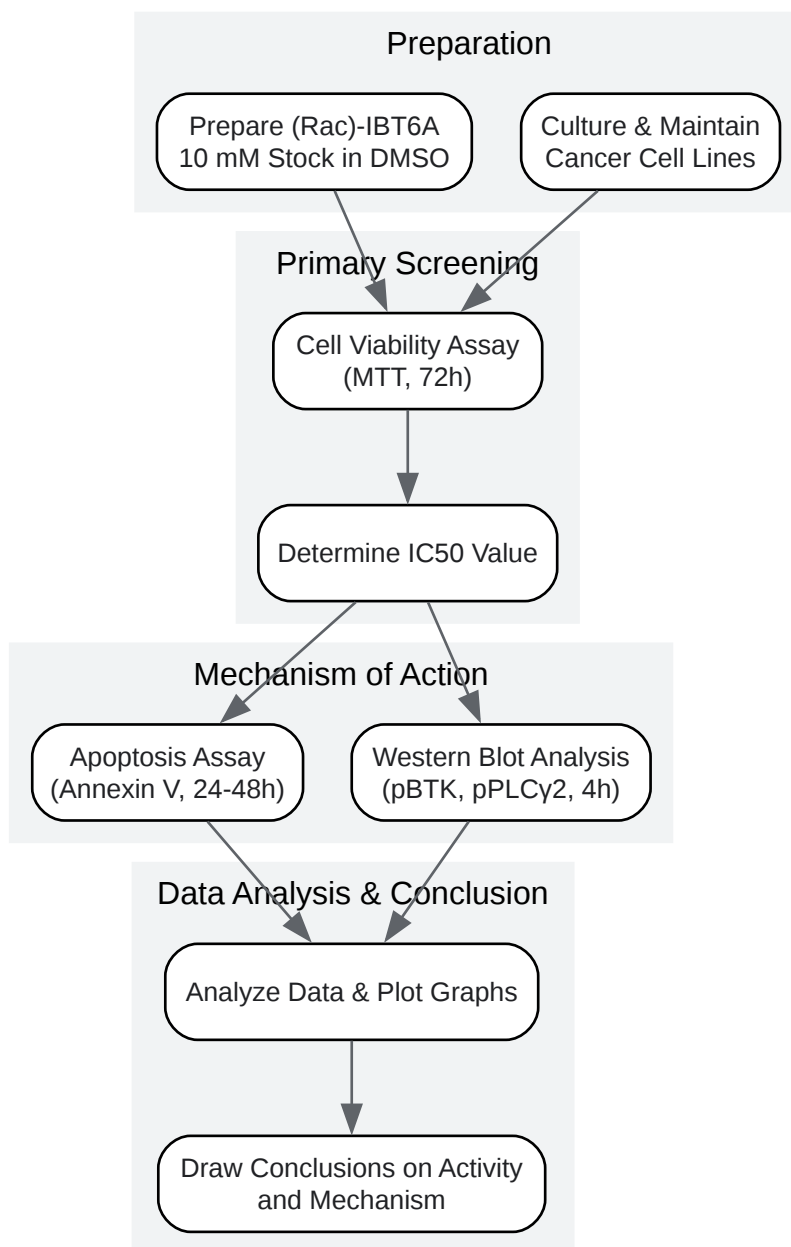 Preparation
Prepare (Rac)-IBT6A
10 mM Stock in DMSO
Culture & Maintain
Cancer Cell Lines
Primary Screening
Cell Viability Assay
(MTT, 72h)
Determine IC50 Value
Mechanism of Action
Apoptosis Assay
(Annexin V, 24-48h)
Western Blot Analysis
(pBTK, pPLCγ2, 4h)
Data Analysis & Conclusion
Analyze Data & Plot Graphs
Draw Conclusions on Activity
and Mechanism